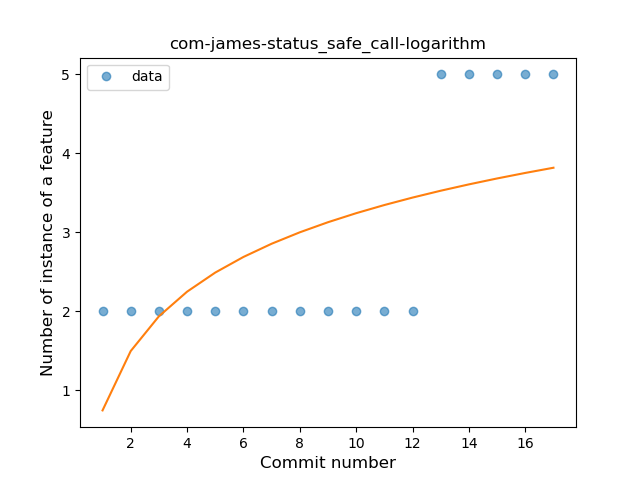 com-james-status_safe_call-logarithm
data
Number of instance of a feature
5
4
3
2
1
2 4 6 8 10 12 14 16
Commit number